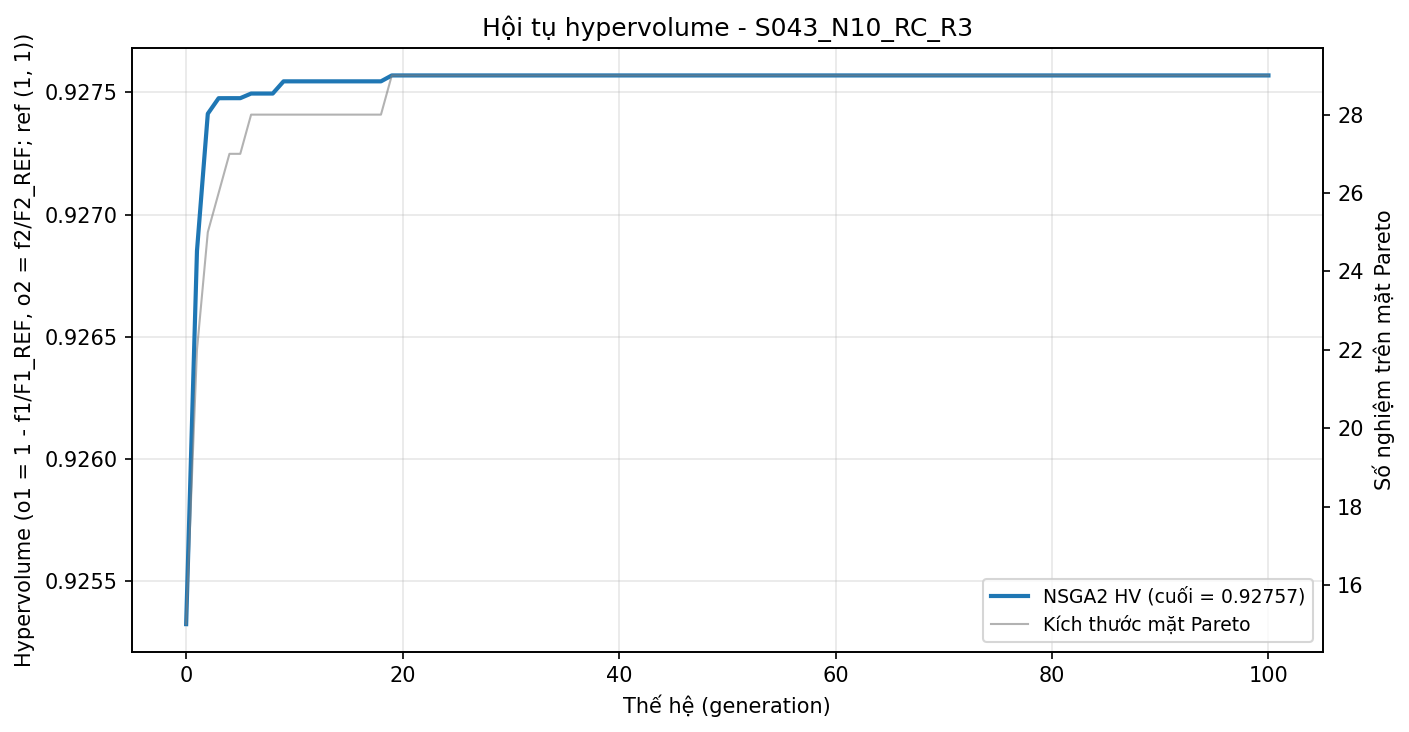 Hội tụ hypervolume - S043_N10_RC_R3
Hypervolume (o1 = 1 - f1/F1_REF, o2 = f2/F2_REF; ref (1, 1))
0.9275
0.9270
0.9265
0.9260
0.9255
28
26
24
22
20
18
16
Số nghiệm trên mặt Pareto
NSGA2 HV (cuối = 0.92757)
Kích thước mặt Pareto
0 20 40 60 80 100
Thế hệ (generation)